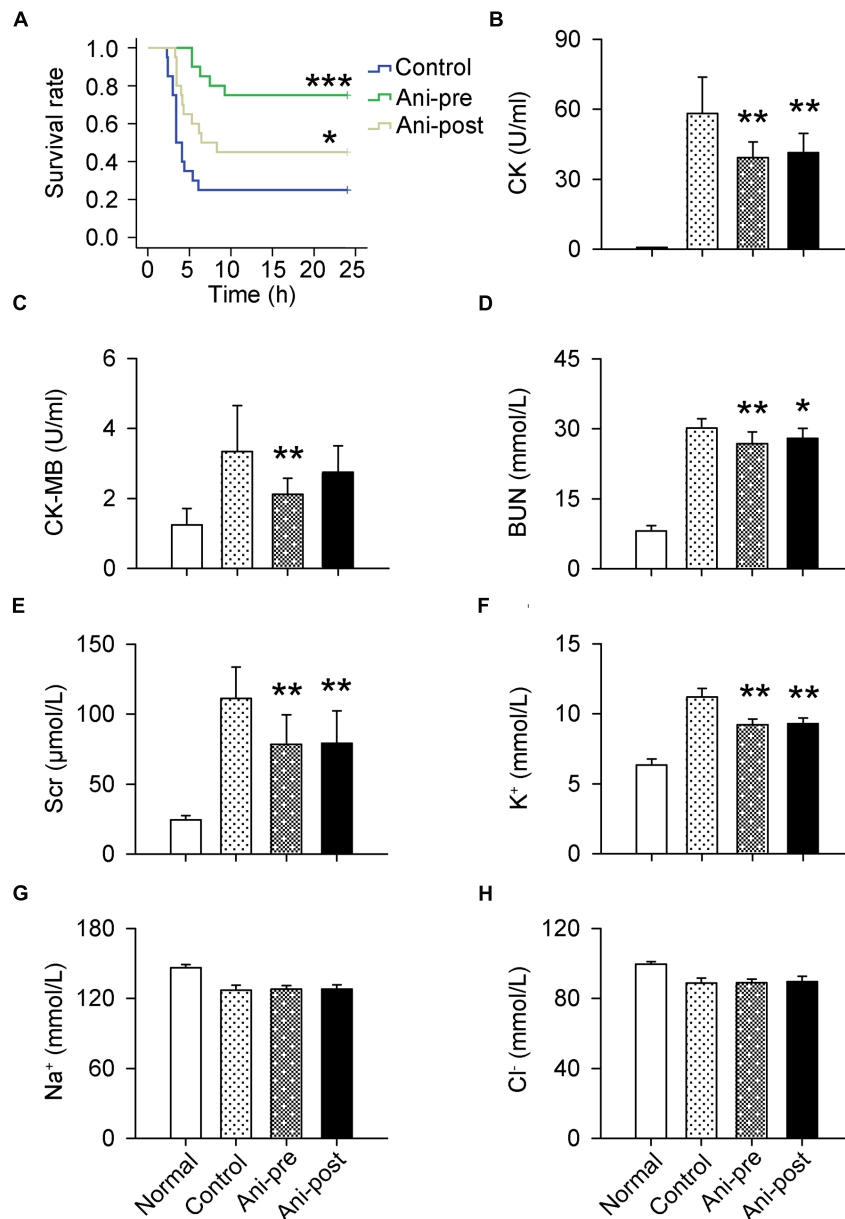 A
1.0
0.8
0.6
0.4
0.2
0.0
Survival rate
0 5 10 15 20 25
Time (h)
***
*
Control
Ani-pre
Ani-post
B
90
60
30
0
CK (U/ml)
** **
C
6
4
2
0
CK-MB (U/ml)
**
D
45
30
15
0
BUN (mmol/L)
** *
E
150
100
50
0
Scr (μmol/L)
** **
F
15
10
5
0
K⁺ (mmol/L)
** **
G
180
120
60
0
Na⁺ (mmol/L)
Normal Control Ani-pre Ani-post
H
120
80
40
0
Cl⁻ (mmol/L)
Normal Control Ani-pre Ani-post